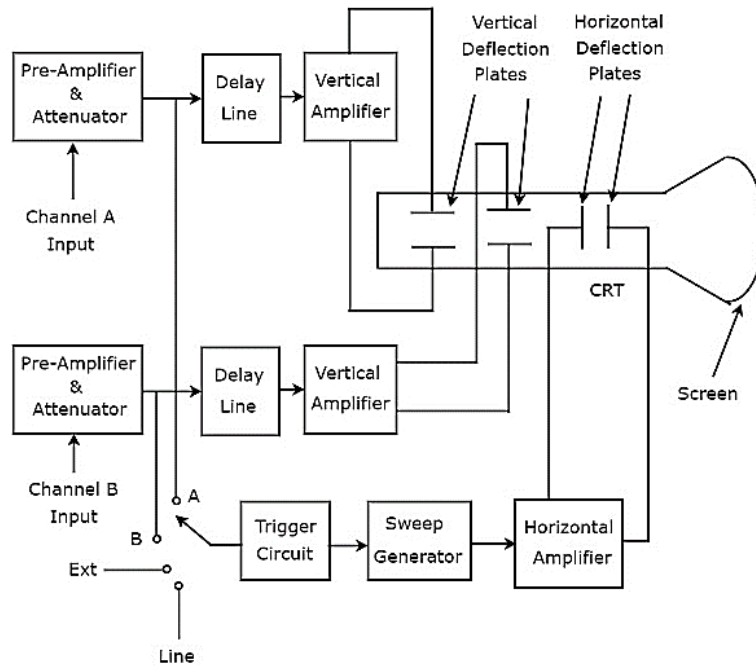 Vertical
Deflection
Plates
Horizontal
Deflection
Plates
Pre-Amplifier
&
Attenuator
Delay
Line
Vertical
Amplifier
Channel A
Input
CRT
Screen
Pre-Amplifier
&
Attenuator
Delay
Line
Vertical
Amplifier
Channel B
Input
A
B
Ext
Line
Trigger
Circuit
Sweep
Generator
Horizontal
Amplifier